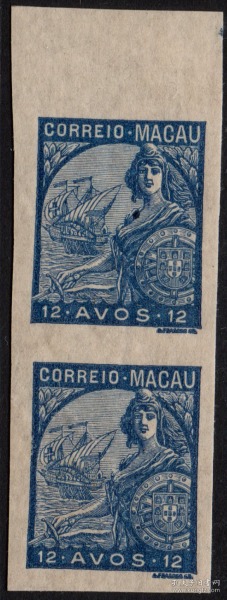 CORREIO · MACAU
12 · AVOS · 12
CORREIO · MACAU
12 · AVOS · 12